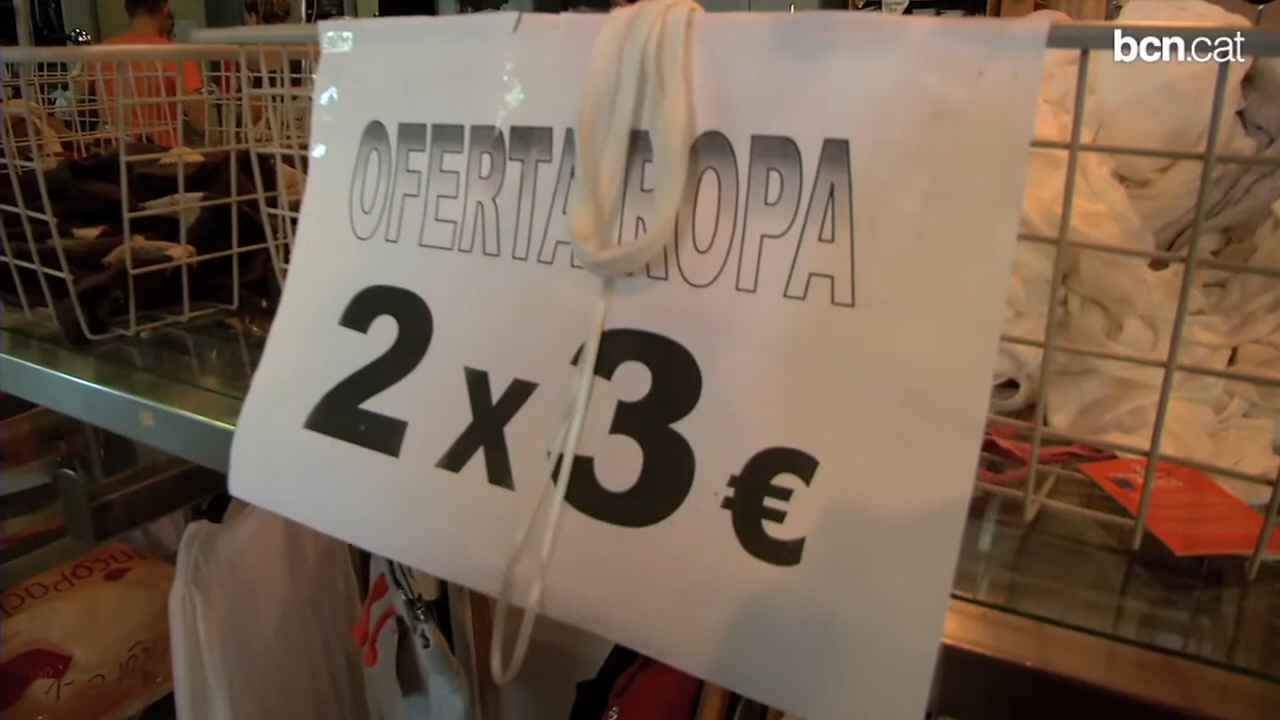 bcn.cat
OFERTA ROPA
2 x 3 €